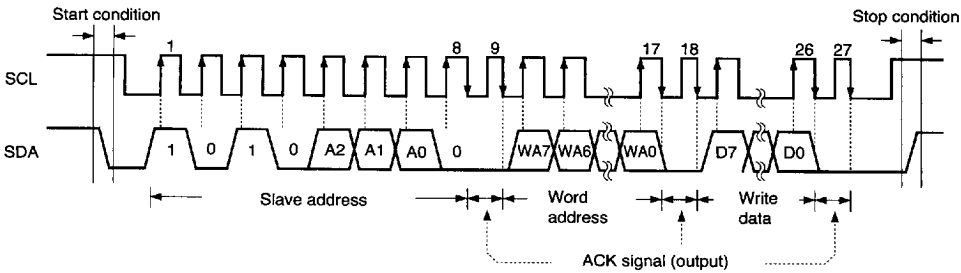 Start condition
Stop condition
1 8 9 17 18 26 27
SCL
SDA
1 0 1 0 A2 A1 A0 0 WA7 WA6 WA0 D7 D0
Slave address
Word
address
Write
data
ACK signal (output)